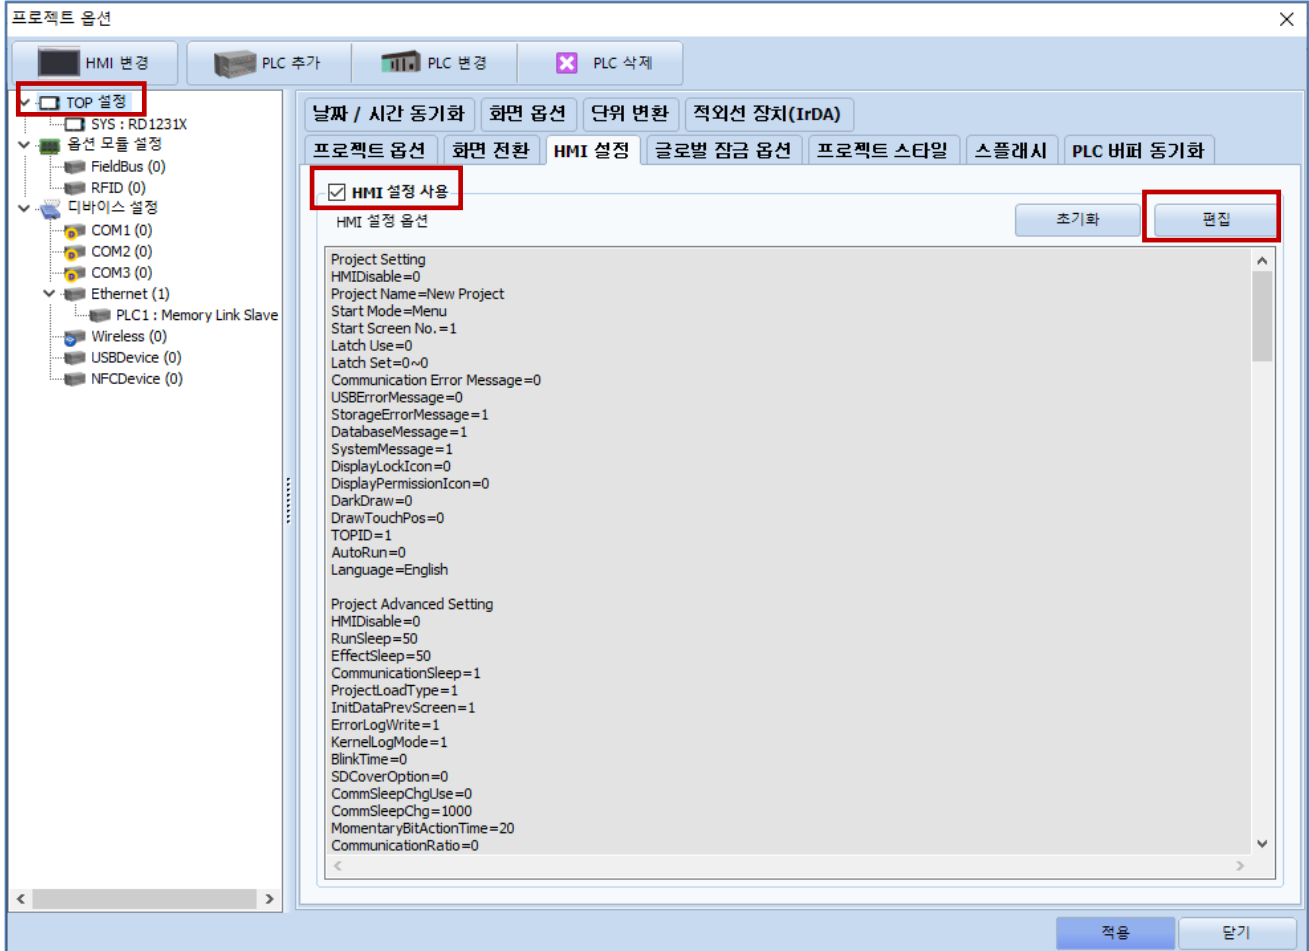 프로젝트 옵션
HMI 변경
PLC 추가
PLC 변경
PLC 삭제
TOP 설정
SYS : RD1231X
옵션 모듈 설정
FieldBus (0)
RFID (0)
디바이스 설정
COM1 (0)
COM2 (0)
COM3 (0)
Ethernet (1)
PLC1 : Memory Link Slave
Wireless (0)
USBDevice (0)
NFCDevice (0)
날짜 / 시간 동기화
화면 옵션
단위 변환
적외선 장치(IrDA)
프로젝트 옵션
화면 전환
HMI 설정
글로벌 잠금 옵션
프로젝트 스타일
스플래시
PLC 버퍼 동기화
HMI 설정 사용
HMI 설정 옵션
초기화
편집
Project Setting
HMIDisable=0
Project Name=New Project
Start Mode=Menu
Start Screen No.=1
Latch Use=0
Latch Set=0~0
Communication Error Message=0
USBErrorMessage=0
StorageErrorMessage=1
DatabaseMessage=1
SystemMessage=1
DisplayLockIcon=0
DisplayPermissionIcon=0
DarkDraw=0
DrawTouchPos=0
TOPID=1
AutoRun=0
Language=English
Project Advanced Setting
HMIDisable=0
RunSleep=50
EffectSleep=50
CommunicationSleep=1
ProjectLoadType=1
InitDataPrevScreen=1
ErrorLogWrite=1
KernelLogMode=1
BlinkTime=0
SDCoverOption=0
CommSleepChgUse=0
CommSleepChg=1000
MomentaryBitActionTime=20
CommunicationRatio=0
적용
닫기